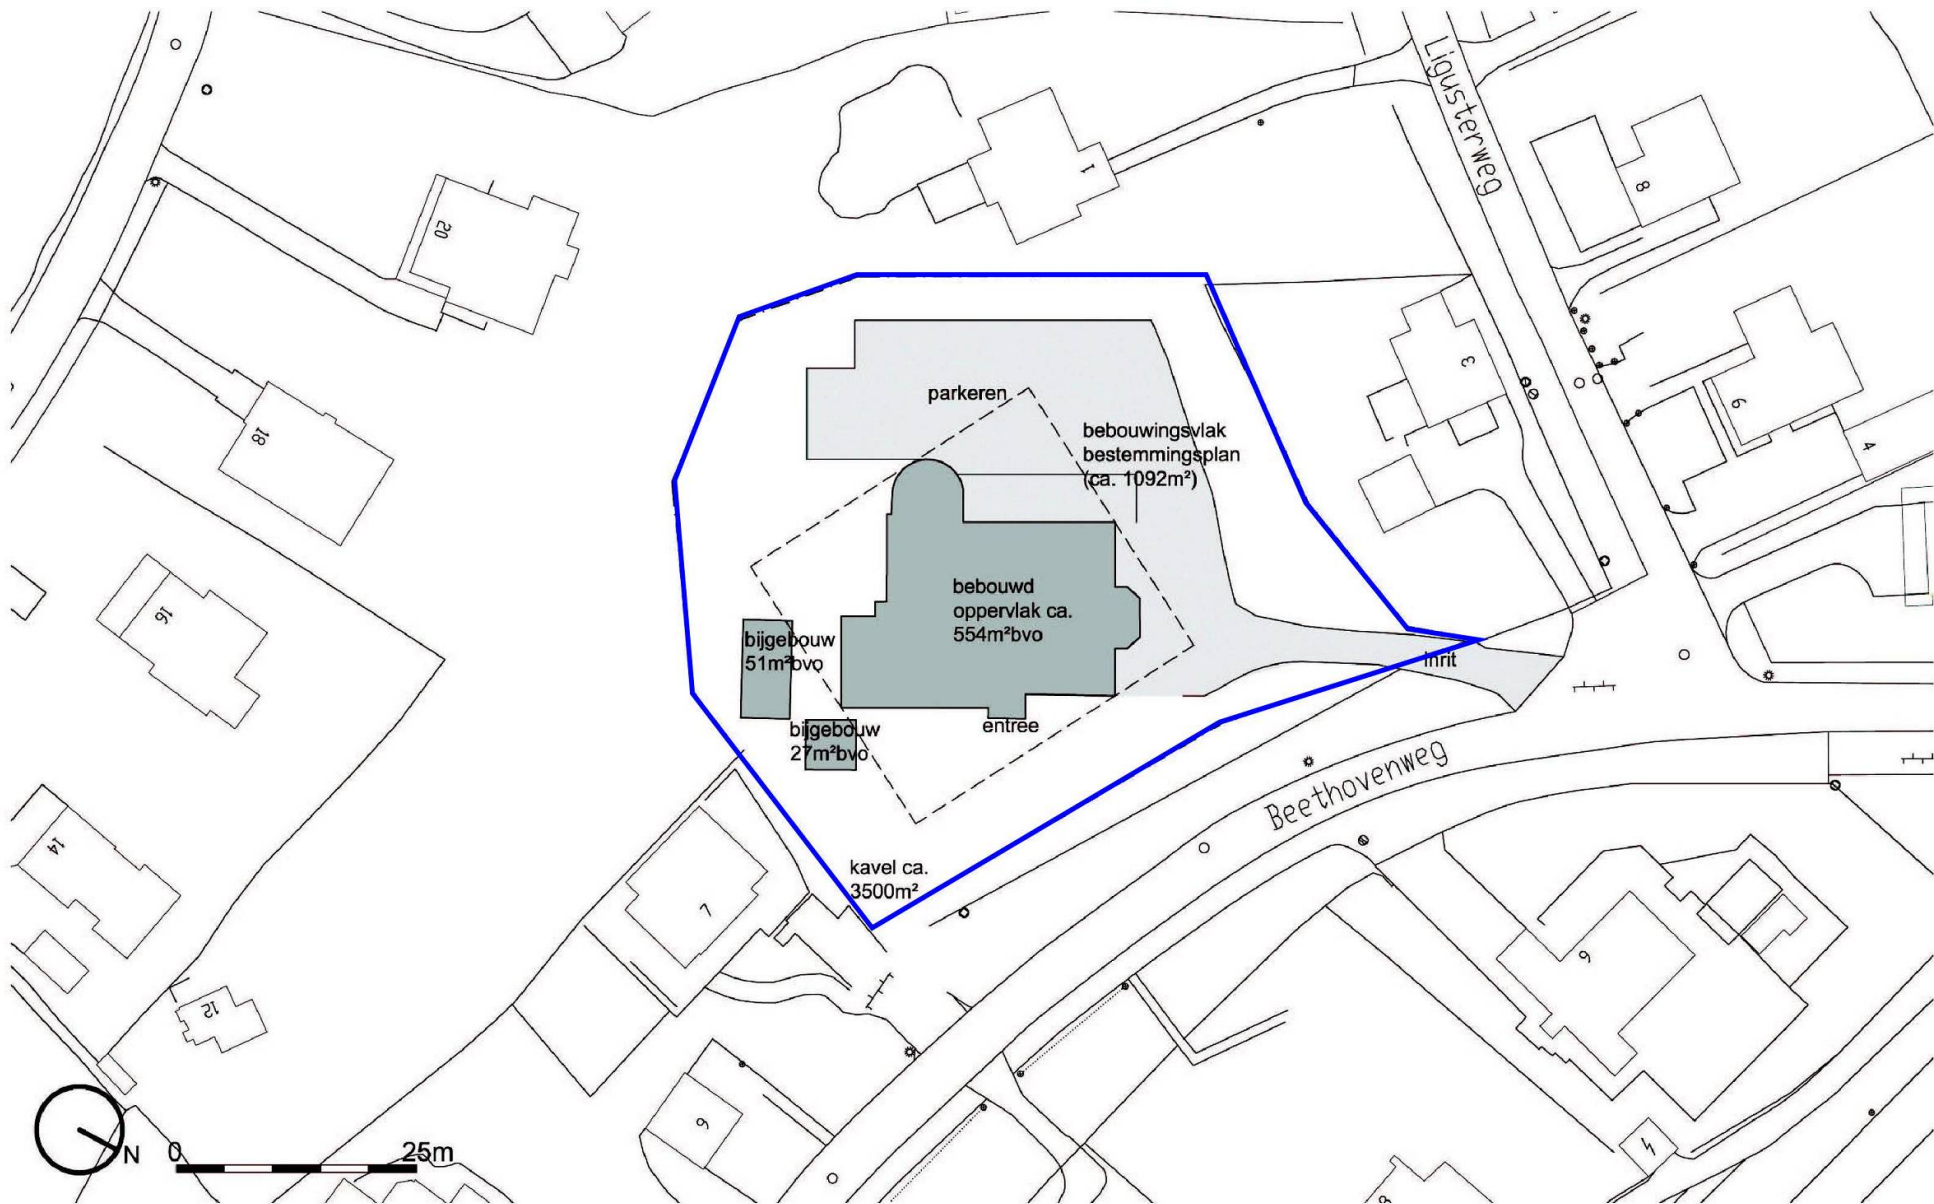 Ligusterweg
1
8
20
3
parkeren
bebouwingsvlak
bestemmingsplan
(ca. 1092m²)
6
4
18
bebouwd
oppervlak ca.
554m²bvo
16
bijgebouw
51m²bvo
inrit
bijgebouw
27m²bvo
entree
Beethovenweg
14
kavel ca.
3500m²
7
9
12
N
0
25m
9
4